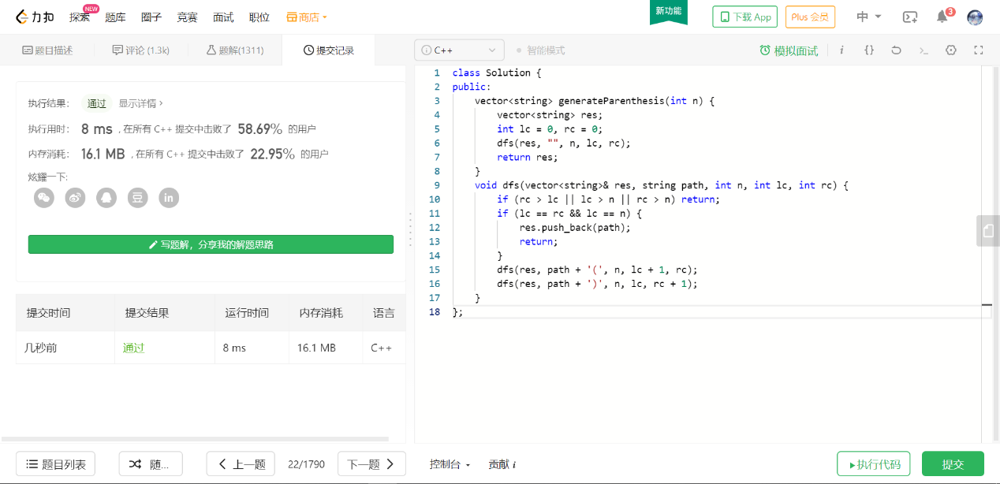 力扣 探索 NEW 题库 圈子 竞赛 面试 职位 商店 新功能 下载 App Plus 会员 中 3
题目描述 评论 (1.3k) 题解(1311) 提交记录
执行结果： 通过 显示详情 >
执行用时： 8 ms , 在所有 C++ 提交中击败了 58.69% 的用户
内存消耗： 16.1 MB , 在所有 C++ 提交中击败了 22.95% 的用户
炫耀一下:
豆 in
写题解，分享我的解题思路
提交时间 提交结果 运行时间 内存消耗 语言
几秒前 通过 8 ms 16.1 MB C++
i C++ 智能模式 模拟面试 i {} >_
1 class Solution {
2 public:
3     vector<string> generateParenthesis(int n) {
4         vector<string> res;
5         int lc = 0, rc = 0;
6         dfs(res, "", n, lc, rc);
7         return res;
8     }
9     void dfs(vector<string>& res, string path, int n, int lc, int rc) {
10         if (rc > lc || lc > n || rc > n) return;
11         if (lc == rc && lc == n) {
12             res.push_back(path);
13             return;
14         }
15         dfs(res, path + '(', n, lc + 1, rc);
16         dfs(res, path + ')', n, lc, rc + 1);
17     }
18 };
题目列表 随... 上一题 22/1790 下一题 控制台 贡献 i 执行代码 提交